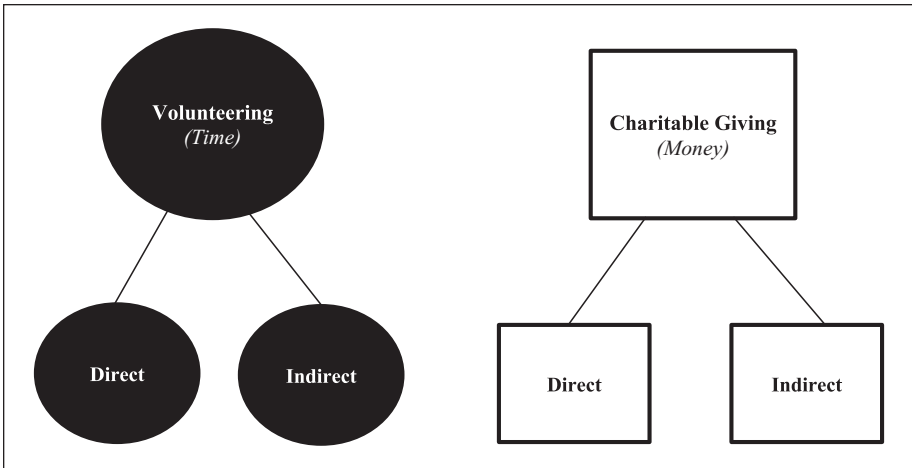 Volunteering
(Time)
Charitable Giving
(Money)
Direct
Indirect
Direct
Indirect